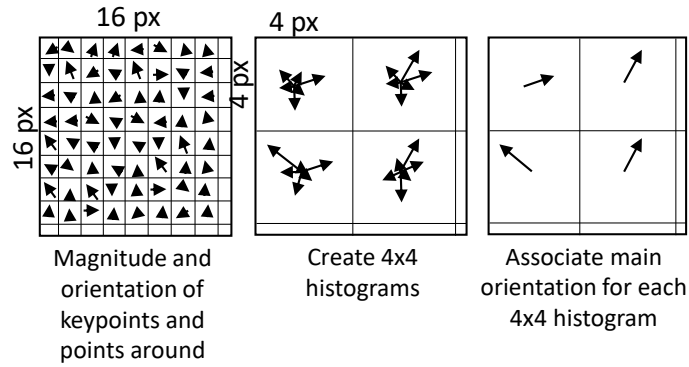 16 px
4 px
16 px
4 px
Magnitude and
orientation of
keypoints and
points around
Create 4x4
histograms
Associate main
orientation for each
4x4 histogram